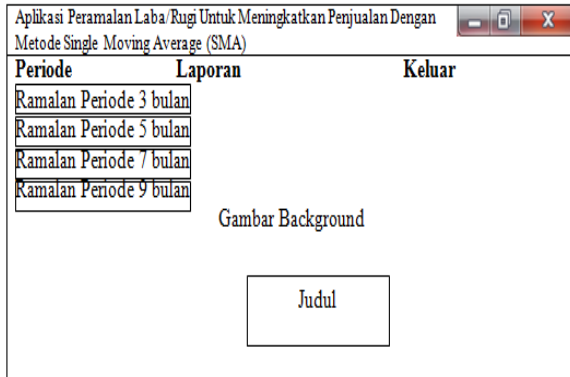 Aplikasi Peramalan Laba/Rugi Untuk Meningkatkan Penjualan Dengan
Metode Single Moving Average (SMA)
Periode Laporan Keluar
Ramalan Periode 3 bulan
Ramalan Periode 5 bulan
Ramalan Periode 7 bulan
Ramalan Periode 9 bulan
Gambar Background
Judul